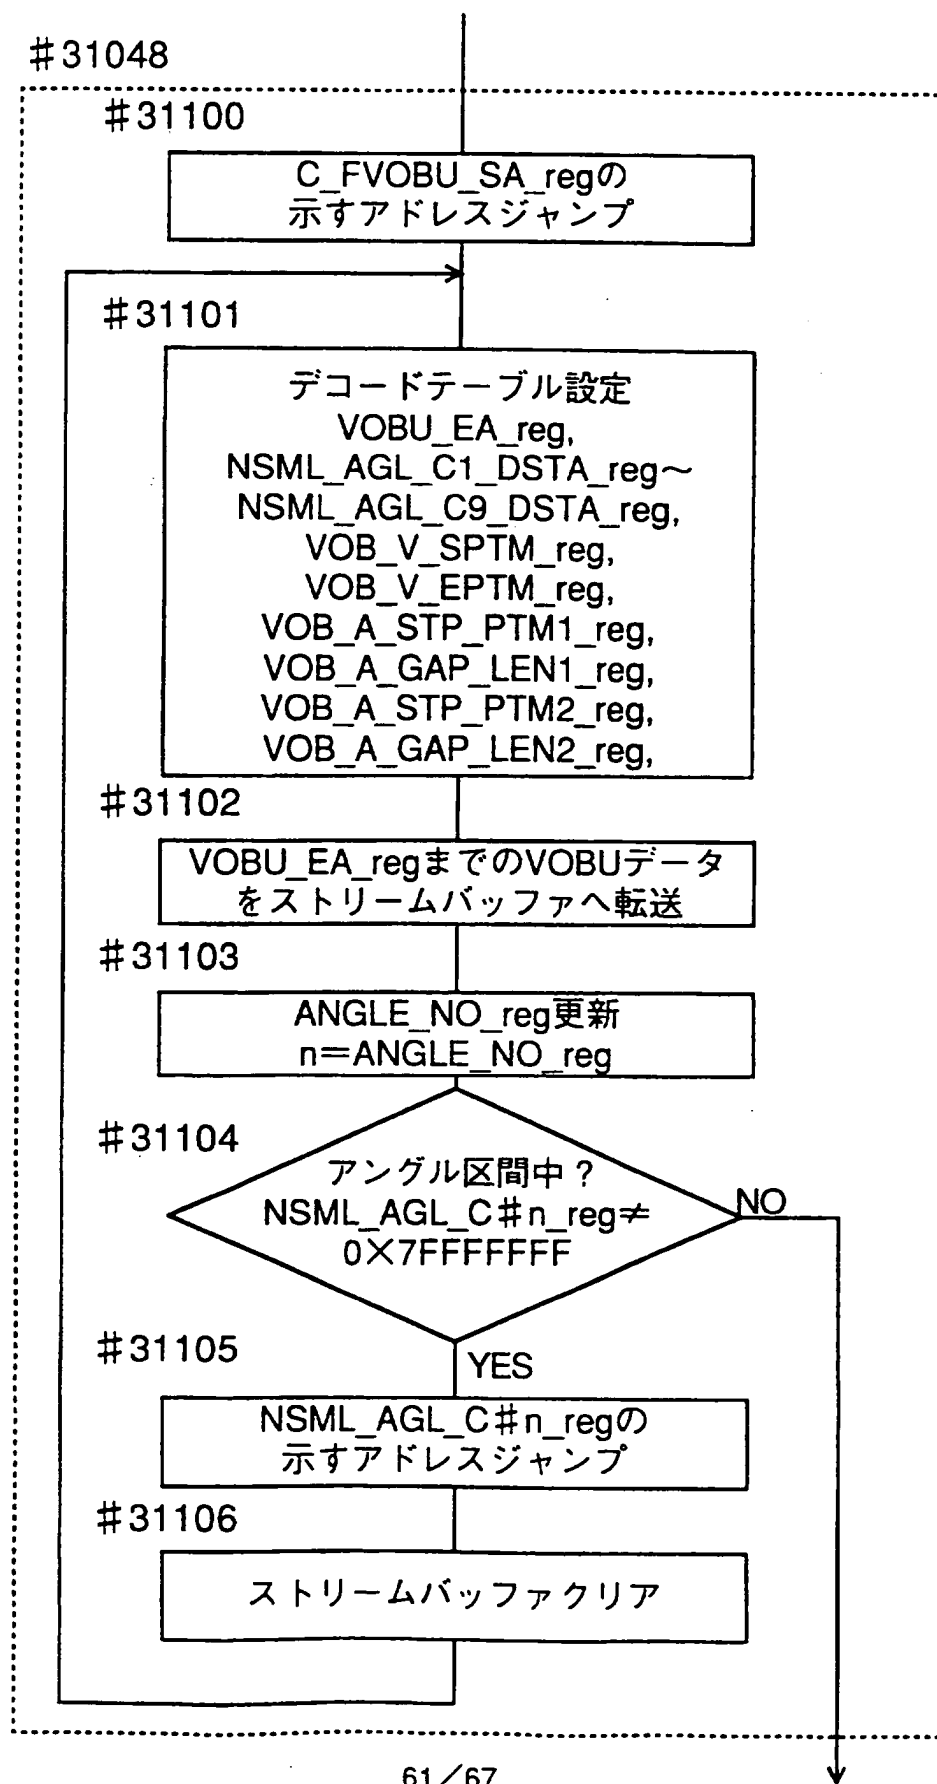 #31048
#31100
C_FVOBU_SA_regの
示すアドレスジャンプ
#31101
デコードテーブル設定
VOBU_EA_reg,
NSML_AGL_C1_DSTA_reg～
NSML_AGL_C9_DSTA_reg,
VOB_V_SPTM_reg,
VOB_V_EPTM_reg,
VOB_A_STP_PTM1_reg,
VOB_A_GAP_LEN1_reg,
VOB_A_STP_PTM2_reg,
VOB_A_GAP_LEN2_reg,
#31102
VOBU_EA_regまでのVOBUデータ
をストリームバッファへ転送
#31103
ANGLE_NO_reg更新
n=ANGLE_NO_reg
#31104
アングル区間中？
NSML_AGL_C#n_reg≠
0×7FFFFFFF
NO
#31105
YES
NSML_AGL_C#n_regの
示すアドレスジャンプ
#31106
ストリームバッファクリア
61/67